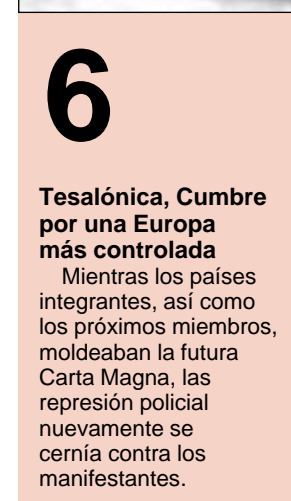 6
Tesalónica, Cumbre
por una Europa
más controlada
Mientras los países
integrantes, así como
los próximos miembros,
moldeaban la futura
Carta Magna, las
represión policial
nuevamente se
cernía contra los
manifestantes.